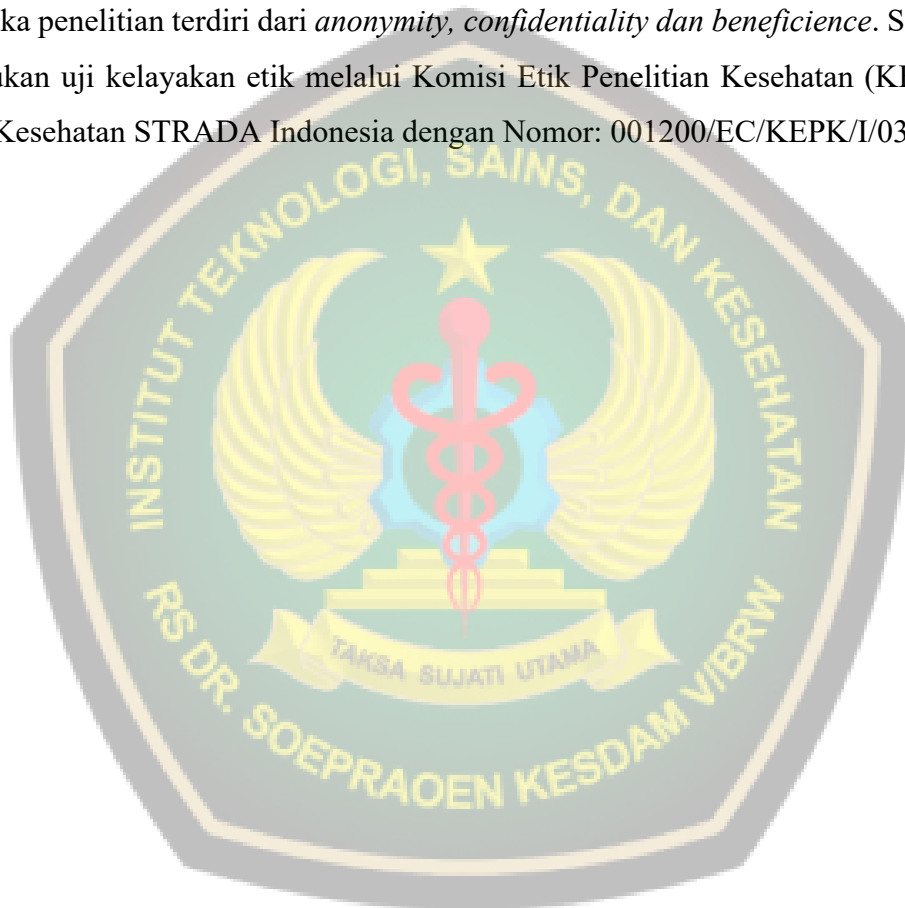 ka penelitian terdiri dari anonymity, confidentiality dan beneficience. S
ukan uji kelayakan etik melalui Komisi Etik Penelitian Kesehatan (KE
Kesehatan STRADA Indonesia dengan Nomor: 001200/EC/KEPK/I/03
INSTITUT TEKNOLOGI, SAINS, DAN KESEHATAN
TAKSA SUJATI UTAMA
RS DR. SOEPRAOEN KESDAM V/BRW